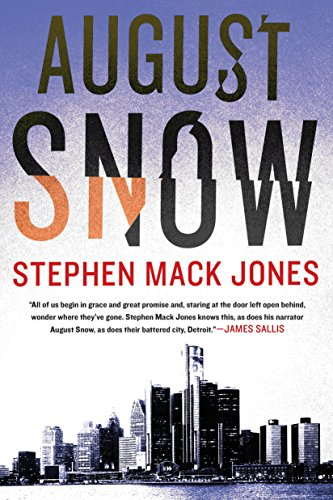 AUGUST
SNOW
STEPHEN MACK JONES
"All of us begin in grace and great promise and, staring at the door left open behind,
wonder where they've gone. Stephen Mack Jones knows this, as does his narrator
August Snow, as does their battered city, Detroit."—JAMES SALLIS